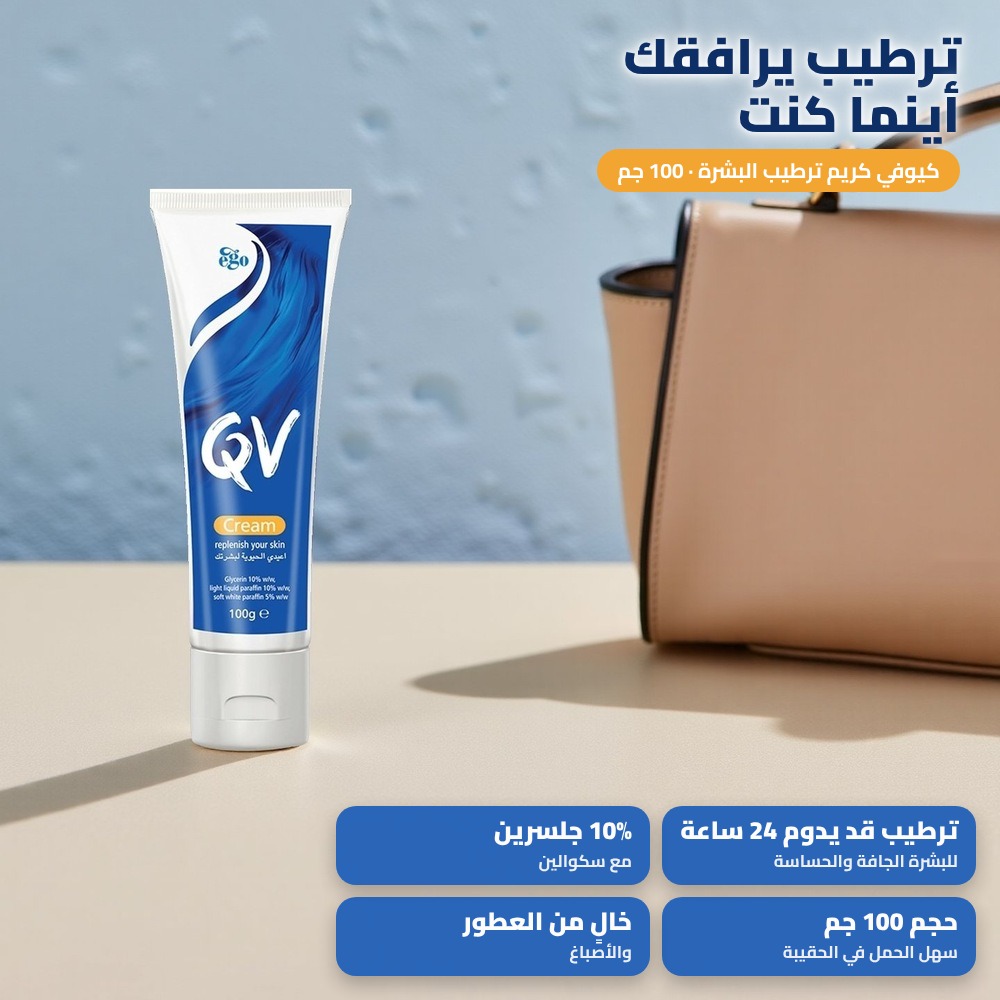 ترطيب يرافقك
أينما كنت
كيوفي كريم ترطيب البشرة · 100 جم
ego
QV
Cream
replenish your skin
اعيدي الحيوية لبشرتك
Glycerin 10% w/w,
light liquid paraffin 10% w/w,
soft white paraffin 5% w/w
100g ℮
ترطيب قد يدوم 24 ساعة
للبشرة الجافة والحساسة
10% جلسرين
مع سكوالين
حجم 100 جم
سهل الحمل في الحقيبة
خالٍ من العطور
والأصباغ